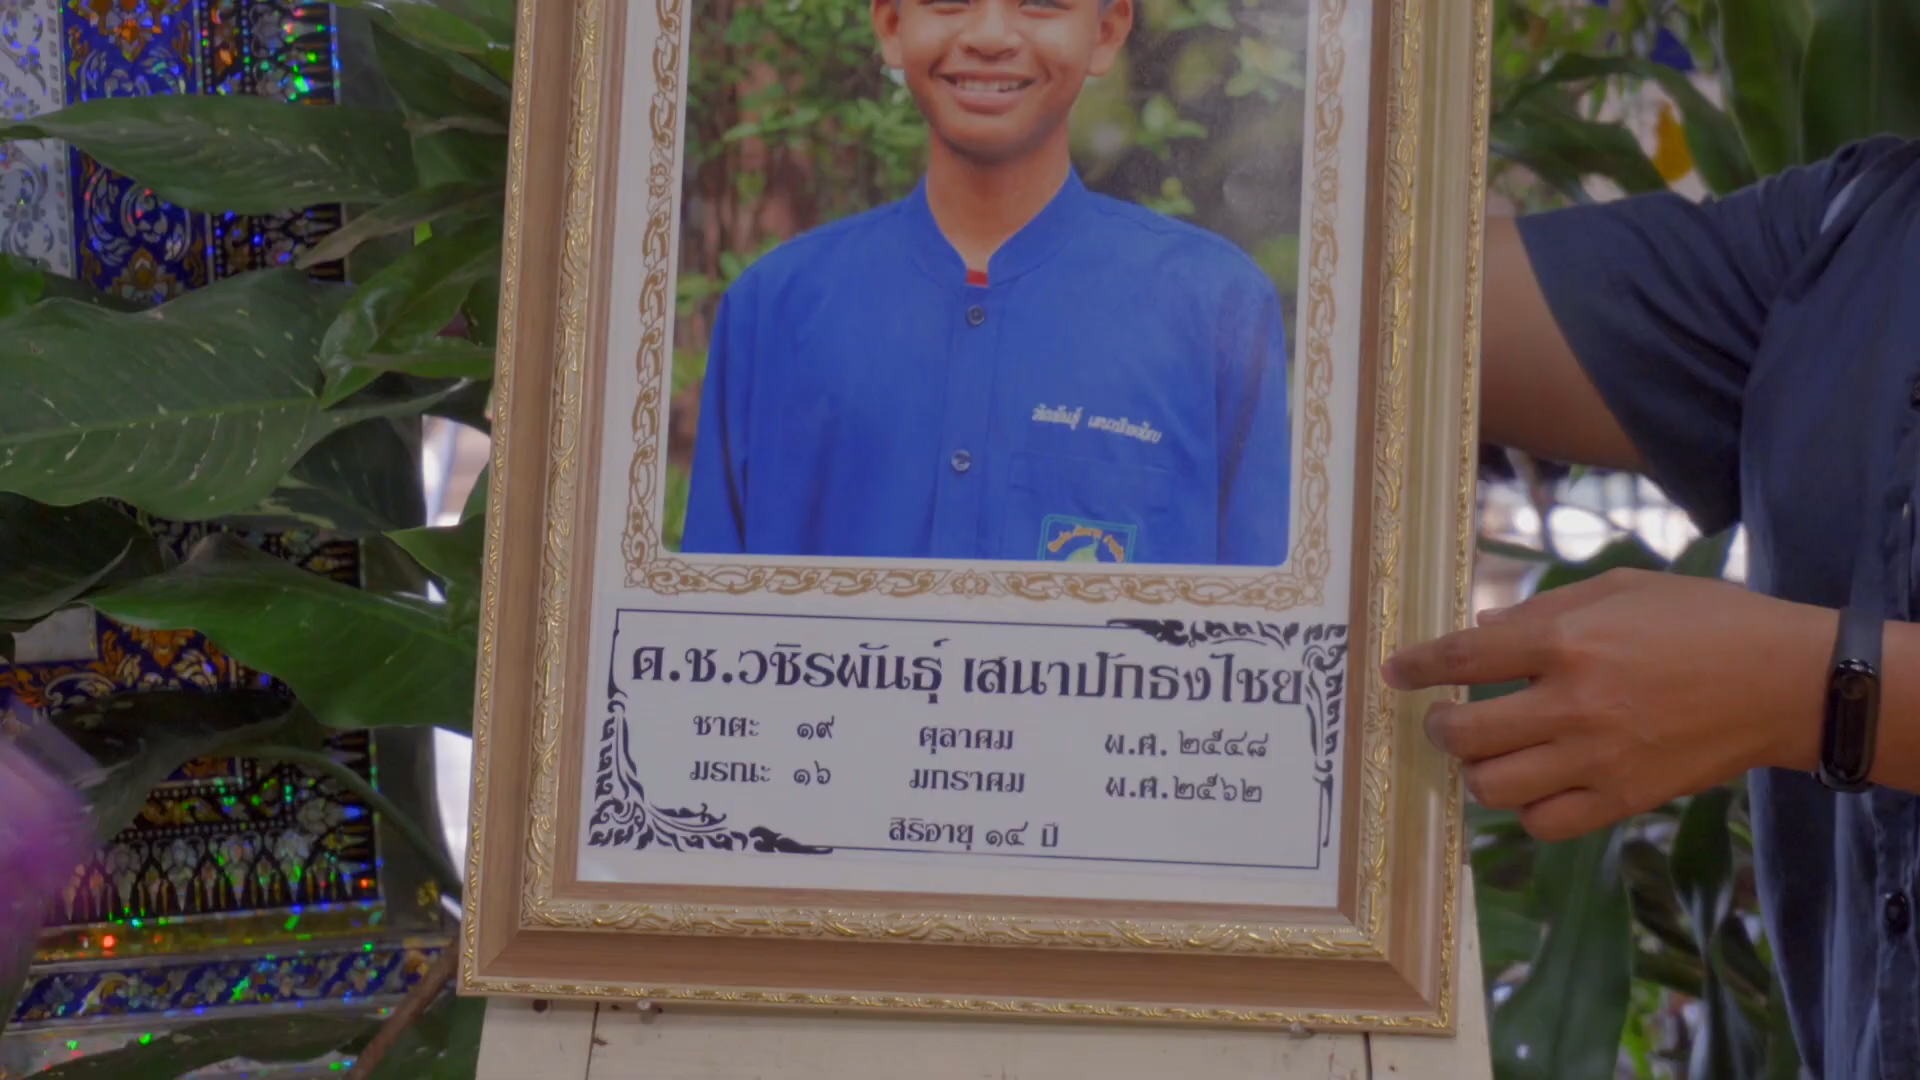 ด.ช.วชิรพันธุ์ เสนาปักธงไชย
ชาตะ ๑๙ ตุลาคม พ.ศ. ๒๕๔๘
มรณะ ๑๖ มกราคม พ.ศ.๒๕๖๒
สิริอายุ ๑๔ ปี